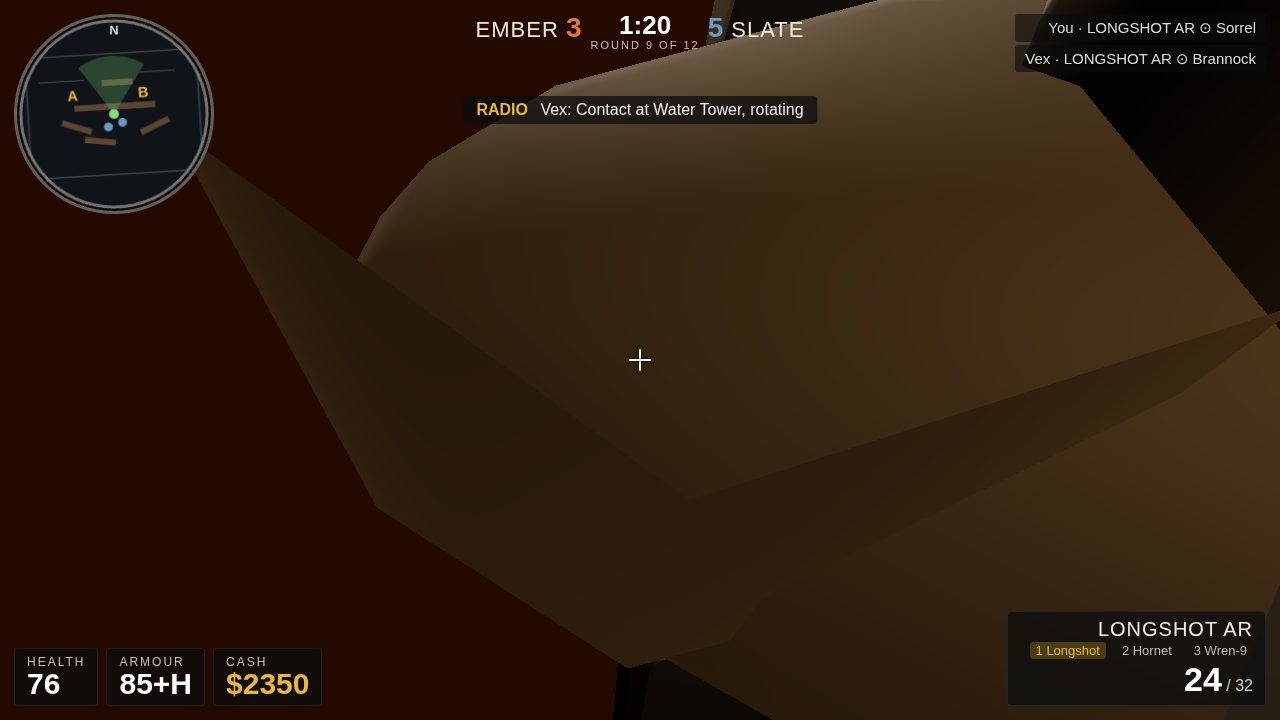 N
A
B
EMBER 3 1:20 5 SLATE
ROUND 9 OF 12
You · LONGSHOT AR ⊙ Sorrel
Vex · LONGSHOT AR ⊙ Brannock
RADIO Vex: Contact at Water Tower, rotating
HEALTH
76
ARMOUR
85+H
CASH
$2350
LONGSHOT AR
1 Longshot 2 Hornet 3 Wren-9
24 / 32